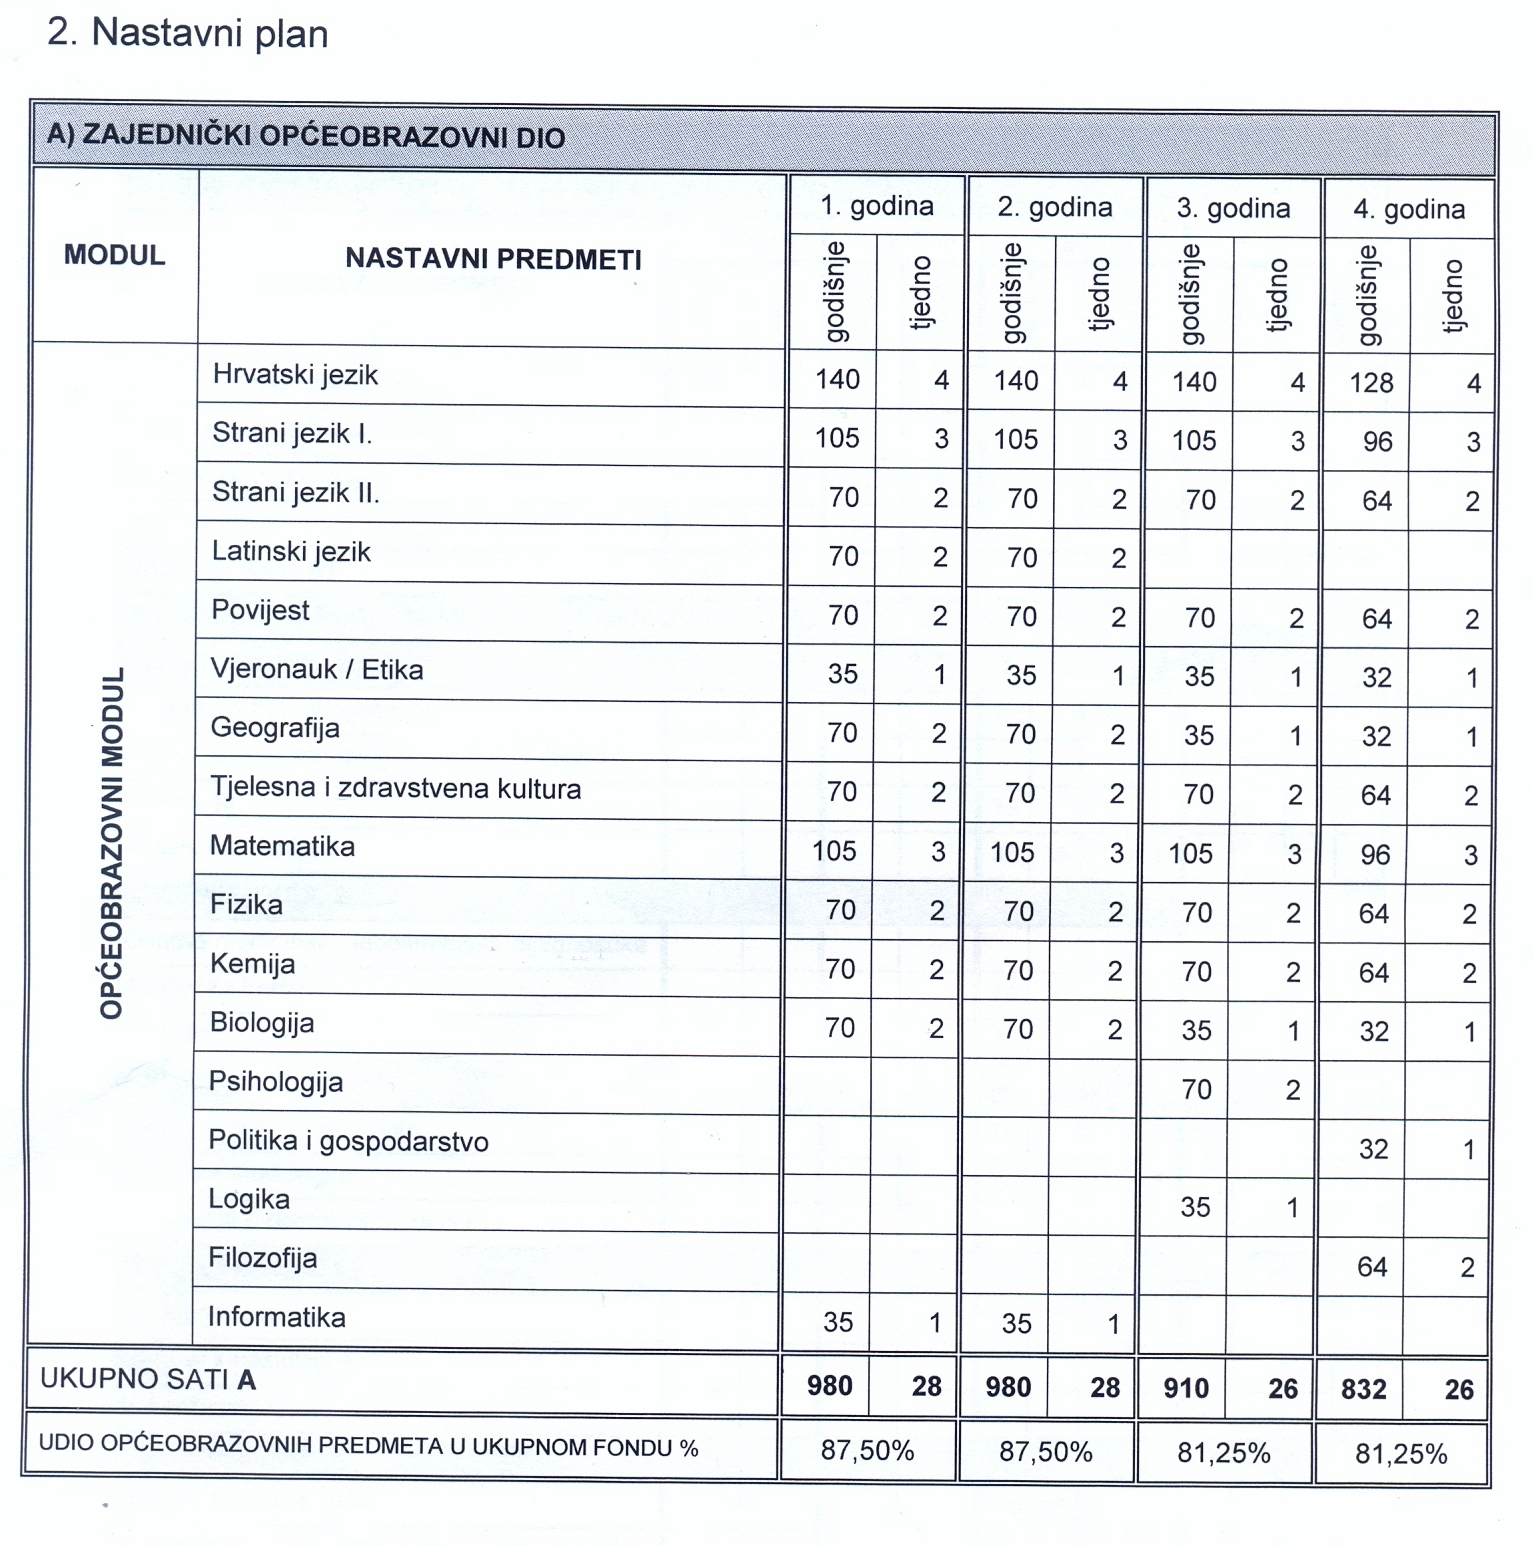 2. Nastavni plan
A) ZAJEDNIČKI OPĆEOBRAZOVNI DIO
MODUL NASTAVNI PREDMETI 1. godina 2. godina 3. godina 4. godina
godišnje tjedno godišnje tjedno godišnje tjedno godišnje tjedno
OPĆEOBRAZOVNI MODUL
Hrvatski jezik 140 4 140 4 140 4 128 4
Strani jezik I. 105 3 105 3 105 3 96 3
Strani jezik II. 70 2 70 2 70 2 64 2
Latinski jezik 70 2 70 2
Povijest 70 2 70 2 70 2 64 2
Vjeronauk / Etika 35 1 35 1 35 1 32 1
Geografija 70 2 70 2 35 1 32 1
Tjelesna i zdravstvena kultura 70 2 70 2 70 2 64 2
Matematika 105 3 105 3 105 3 96 3
Fizika 70 2 70 2 70 2 64 2
Kemija 70 2 70 2 70 2 64 2
Biologija 70 2 70 2 35 1 32 1
Psihologija 70 2
Politika i gospodarstvo 32 1
Logika 35 1
Filozofija 64 2
Informatika 35 1 35 1
UKUPNO SATI A 980 28 980 28 910 26 832 26
UDIO OPĆEOBRAZOVNIH PREDMETA U UKUPNOM FONDU % 87,50% 87,50% 81,25% 81,25%